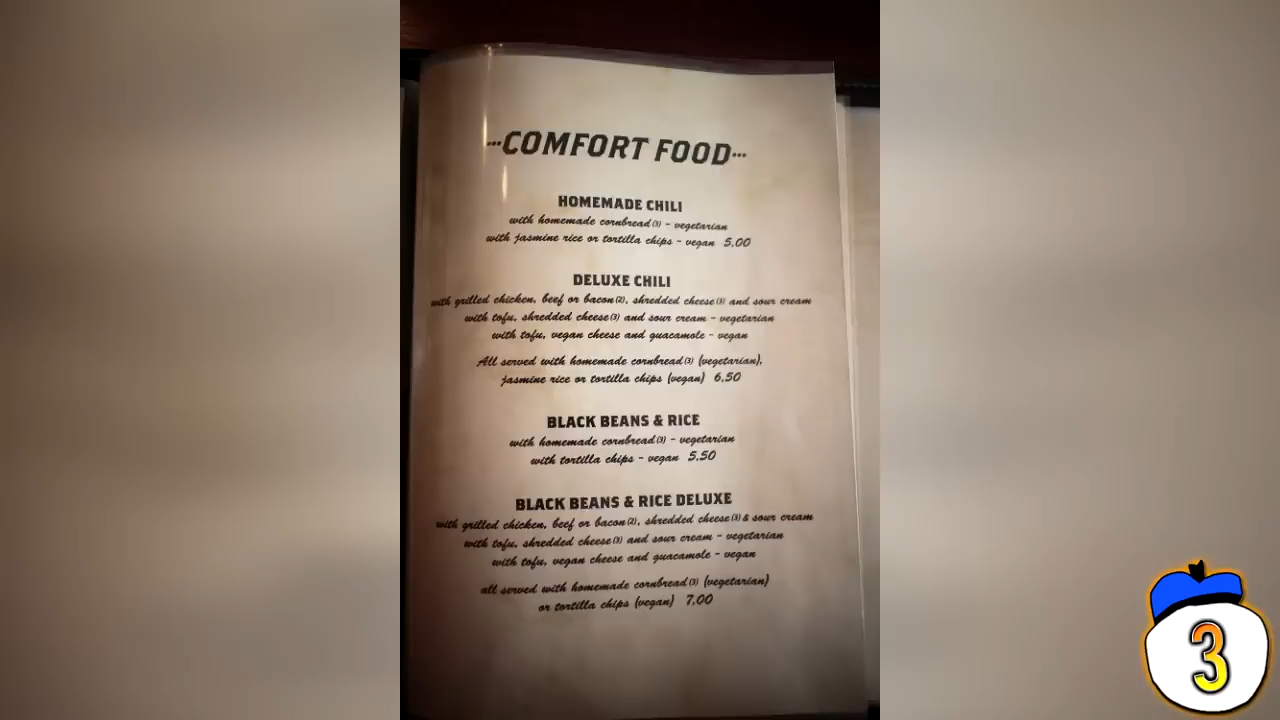 ···COMFORT FOOD···
HOMEMADE CHILI
with homemade cornbread(3) - vegetarian
with jasmine rice or tortilla chips - vegan 5,00
DELUXE CHILI
with grilled chicken, beef or bacon(2), shredded cheese(3) and sour cream
with tofu, shredded cheese(3) and sour cream - vegetarian
with tofu, vegan cheese and guacamole - vegan
All served with homemade cornbread(3) (vegetarian),
jasmine rice or tortilla chips (vegan) 6,50
BLACK BEANS & RICE
with homemade cornbread(3) - vegetarian
with tortilla chips - vegan 5,50
BLACK BEANS & RICE DELUXE
with grilled chicken, beef or bacon(2), shredded cheese(3) & sour cream
with tofu, shredded cheese(3) and sour cream - vegetarian
with tofu, vegan cheese and guacamole - vegan
all served with homemade cornbread(3) (vegetarian)
or tortilla chips (vegan) 7,00
3